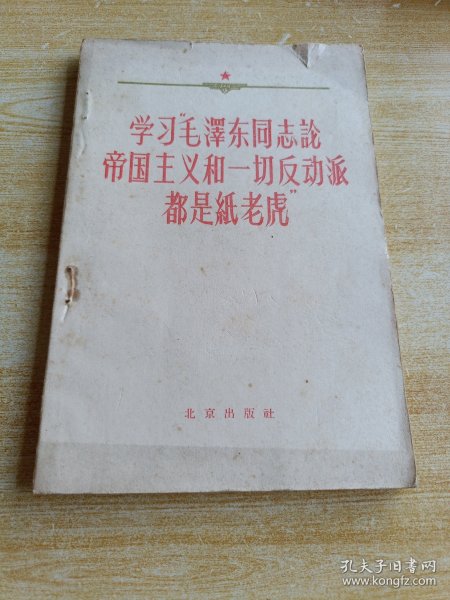 学习“毛澤东同志論
帝国主义和一切反动派
都是紙老虎”
北京出版社
孔夫子旧书网
www.kongfz.com